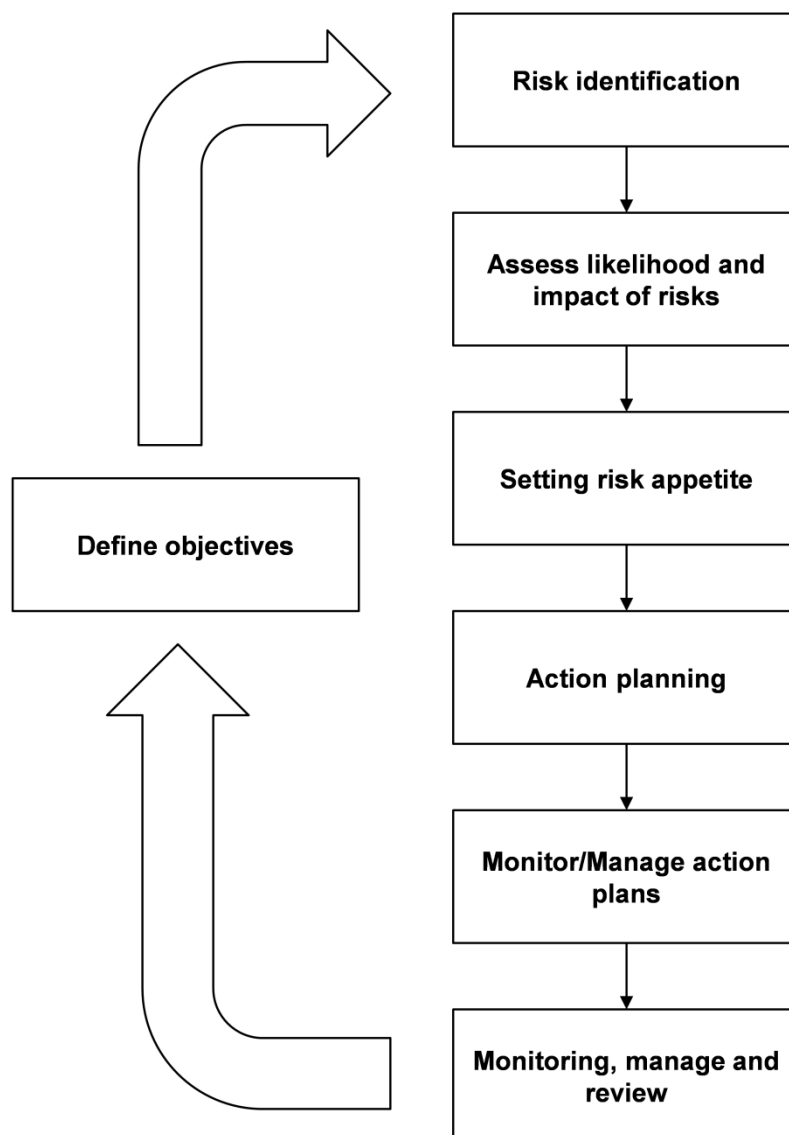 Risk identification
Assess likelihood and
impact of risks
Setting risk appetite
Define objectives
Action planning
Monitor/Manage action
plans
Monitoring, manage and
review